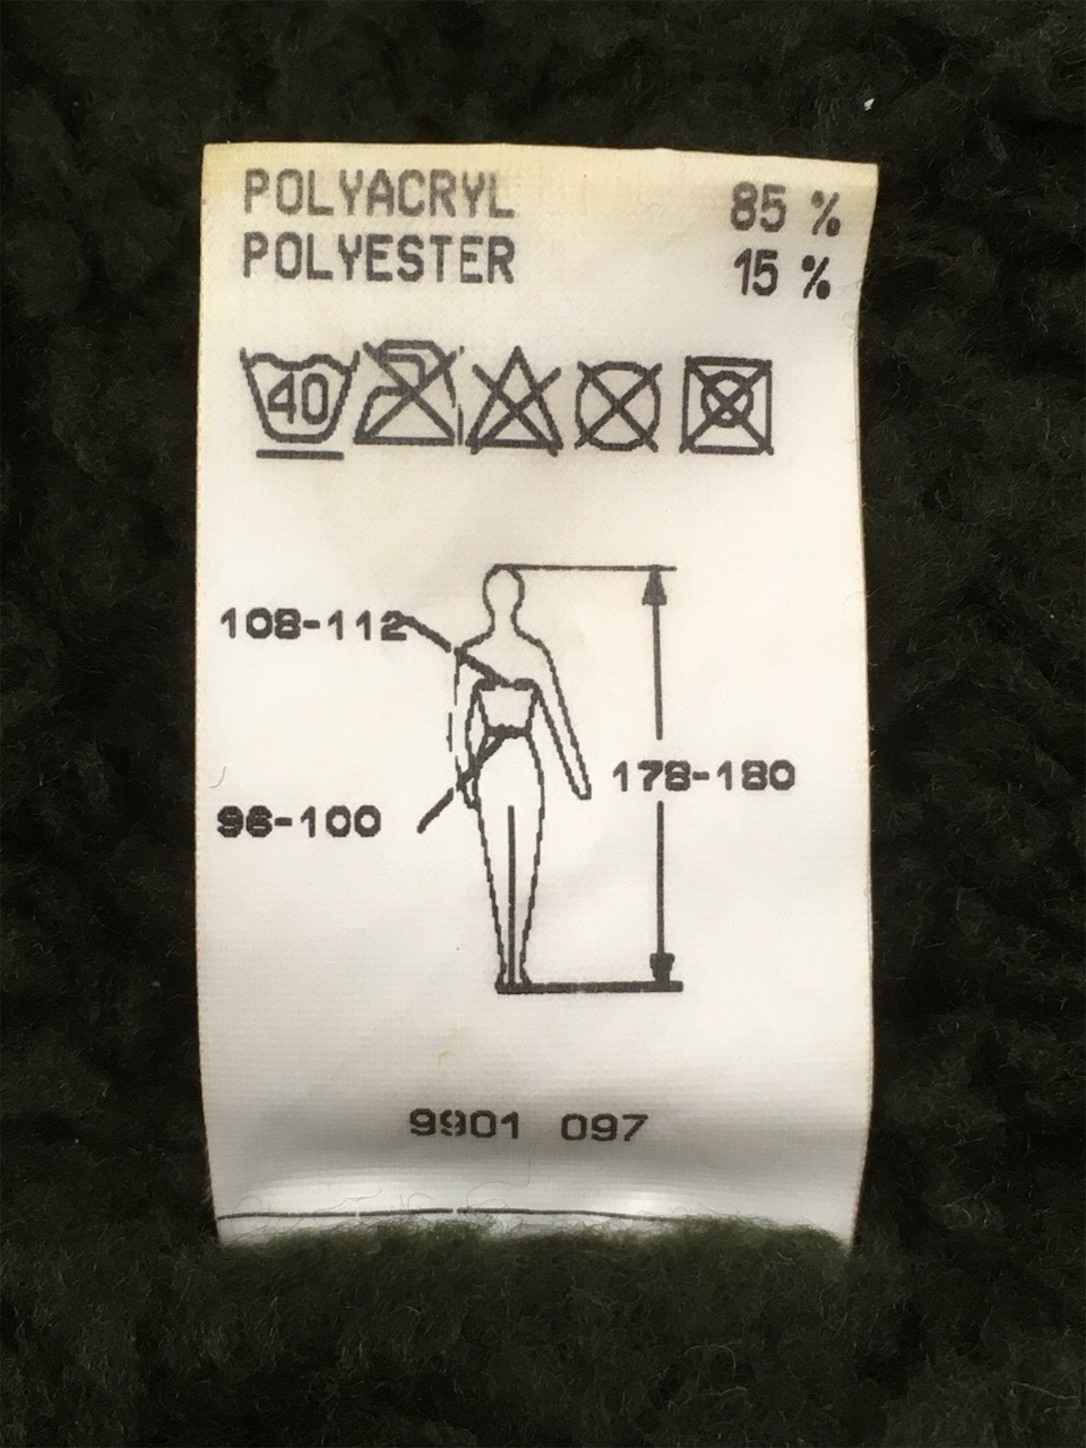 POLYACRYL 85 %
POLYESTER 15 %
40
108-112
178-180
96-100
9901 097